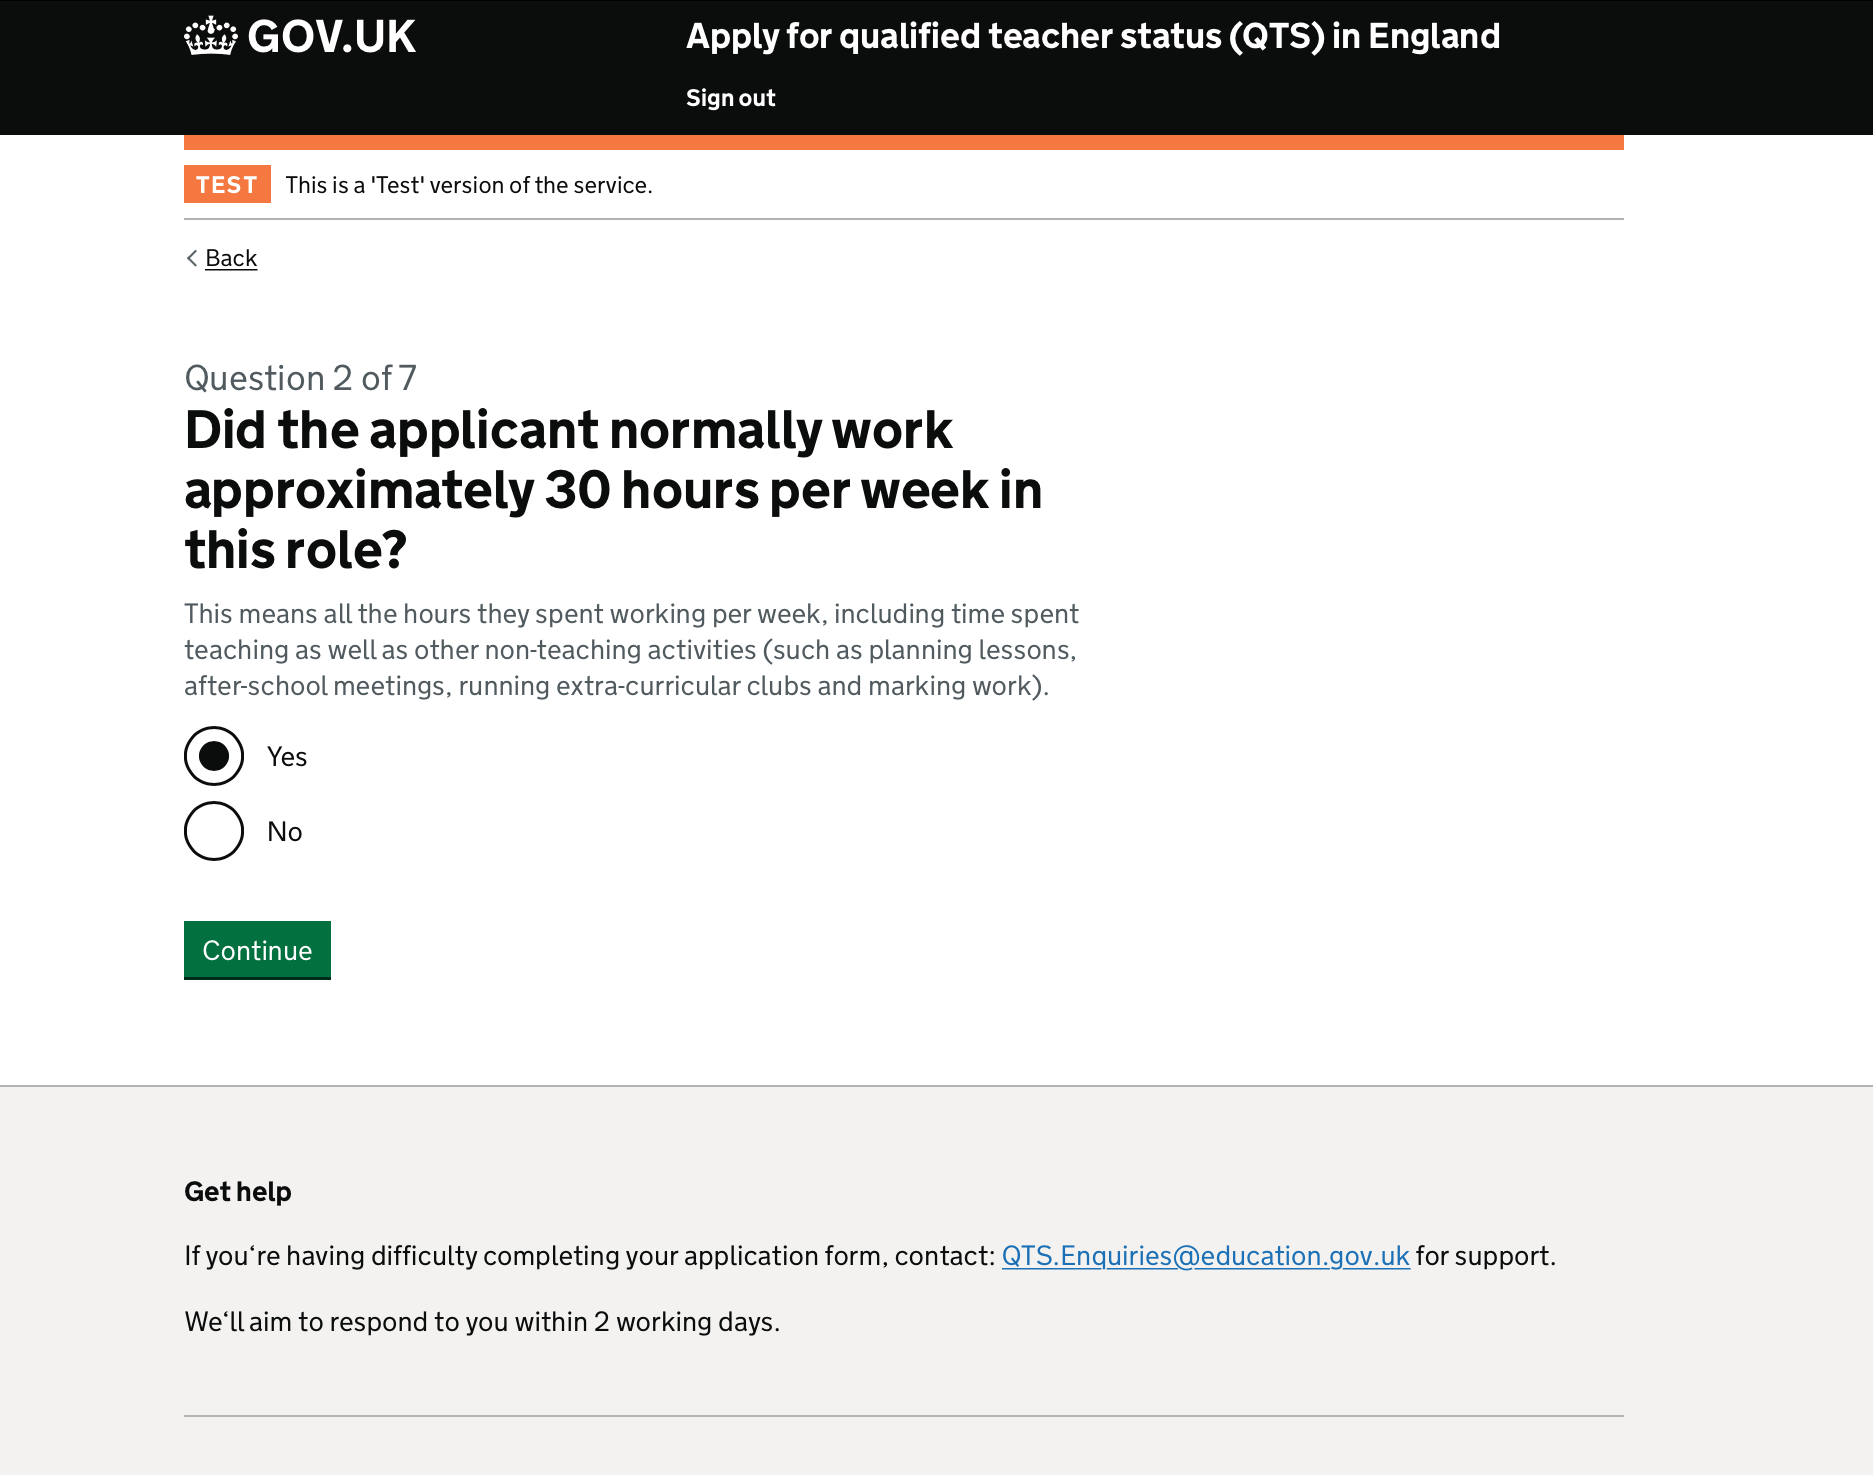 GOV.UK
Apply for qualified teacher status (QTS) in England
Sign out
TEST
This is a 'Test' version of the service.
Back
Question 2 of 7
Did the applicant normally work
approximately 30 hours per week in
this role?
This means all the hours they spent working per week, including time spent
teaching as well as other non-teaching activities (such as planning lessons,
after-school meetings, running extra-curricular clubs and marking work).
Yes
No
Continue
Get help
If you‘re having difficulty completing your application form, contact: QTS.Enquiries@education.gov.uk for support.
We‘ll aim to respond to you within 2 working days.